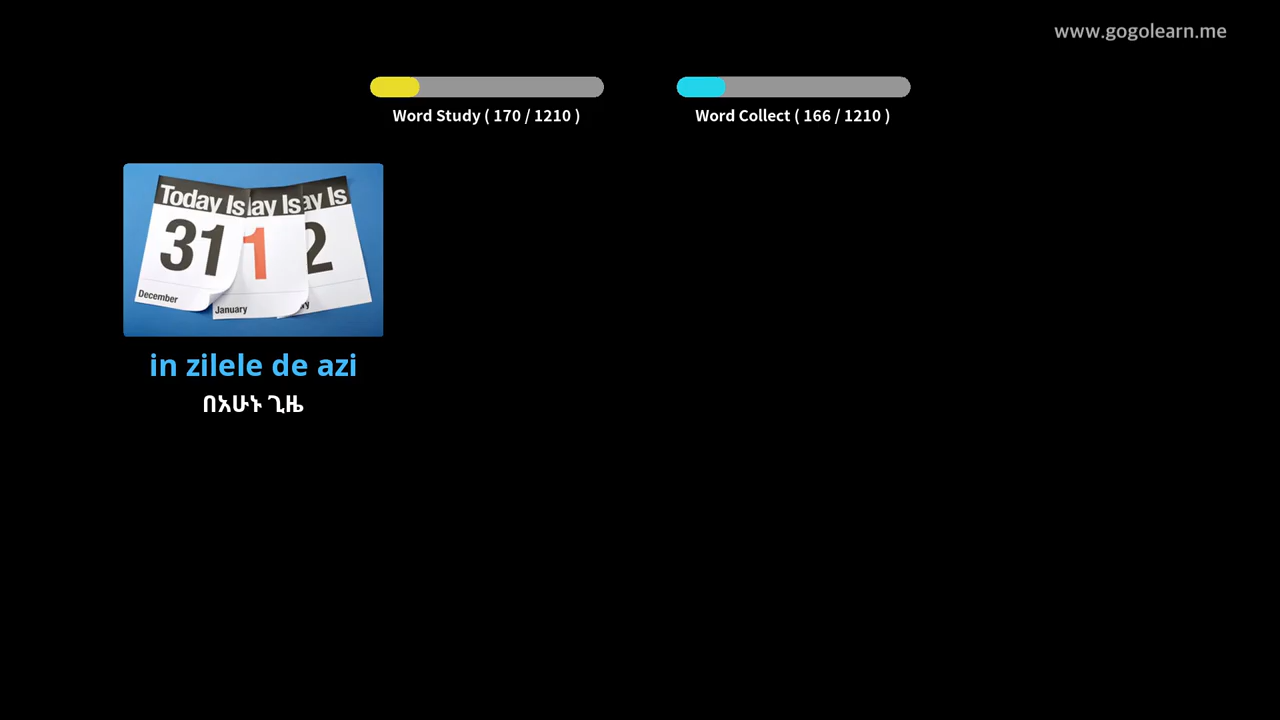 www.gogolearn.me
Word Study ( 170 / 1210 )
Word Collect ( 166 / 1210 )
Today Is
ay Is
ay Is
31
1
2
December
January
ry
in zilele de azi
በአሁኑ ጊዜ